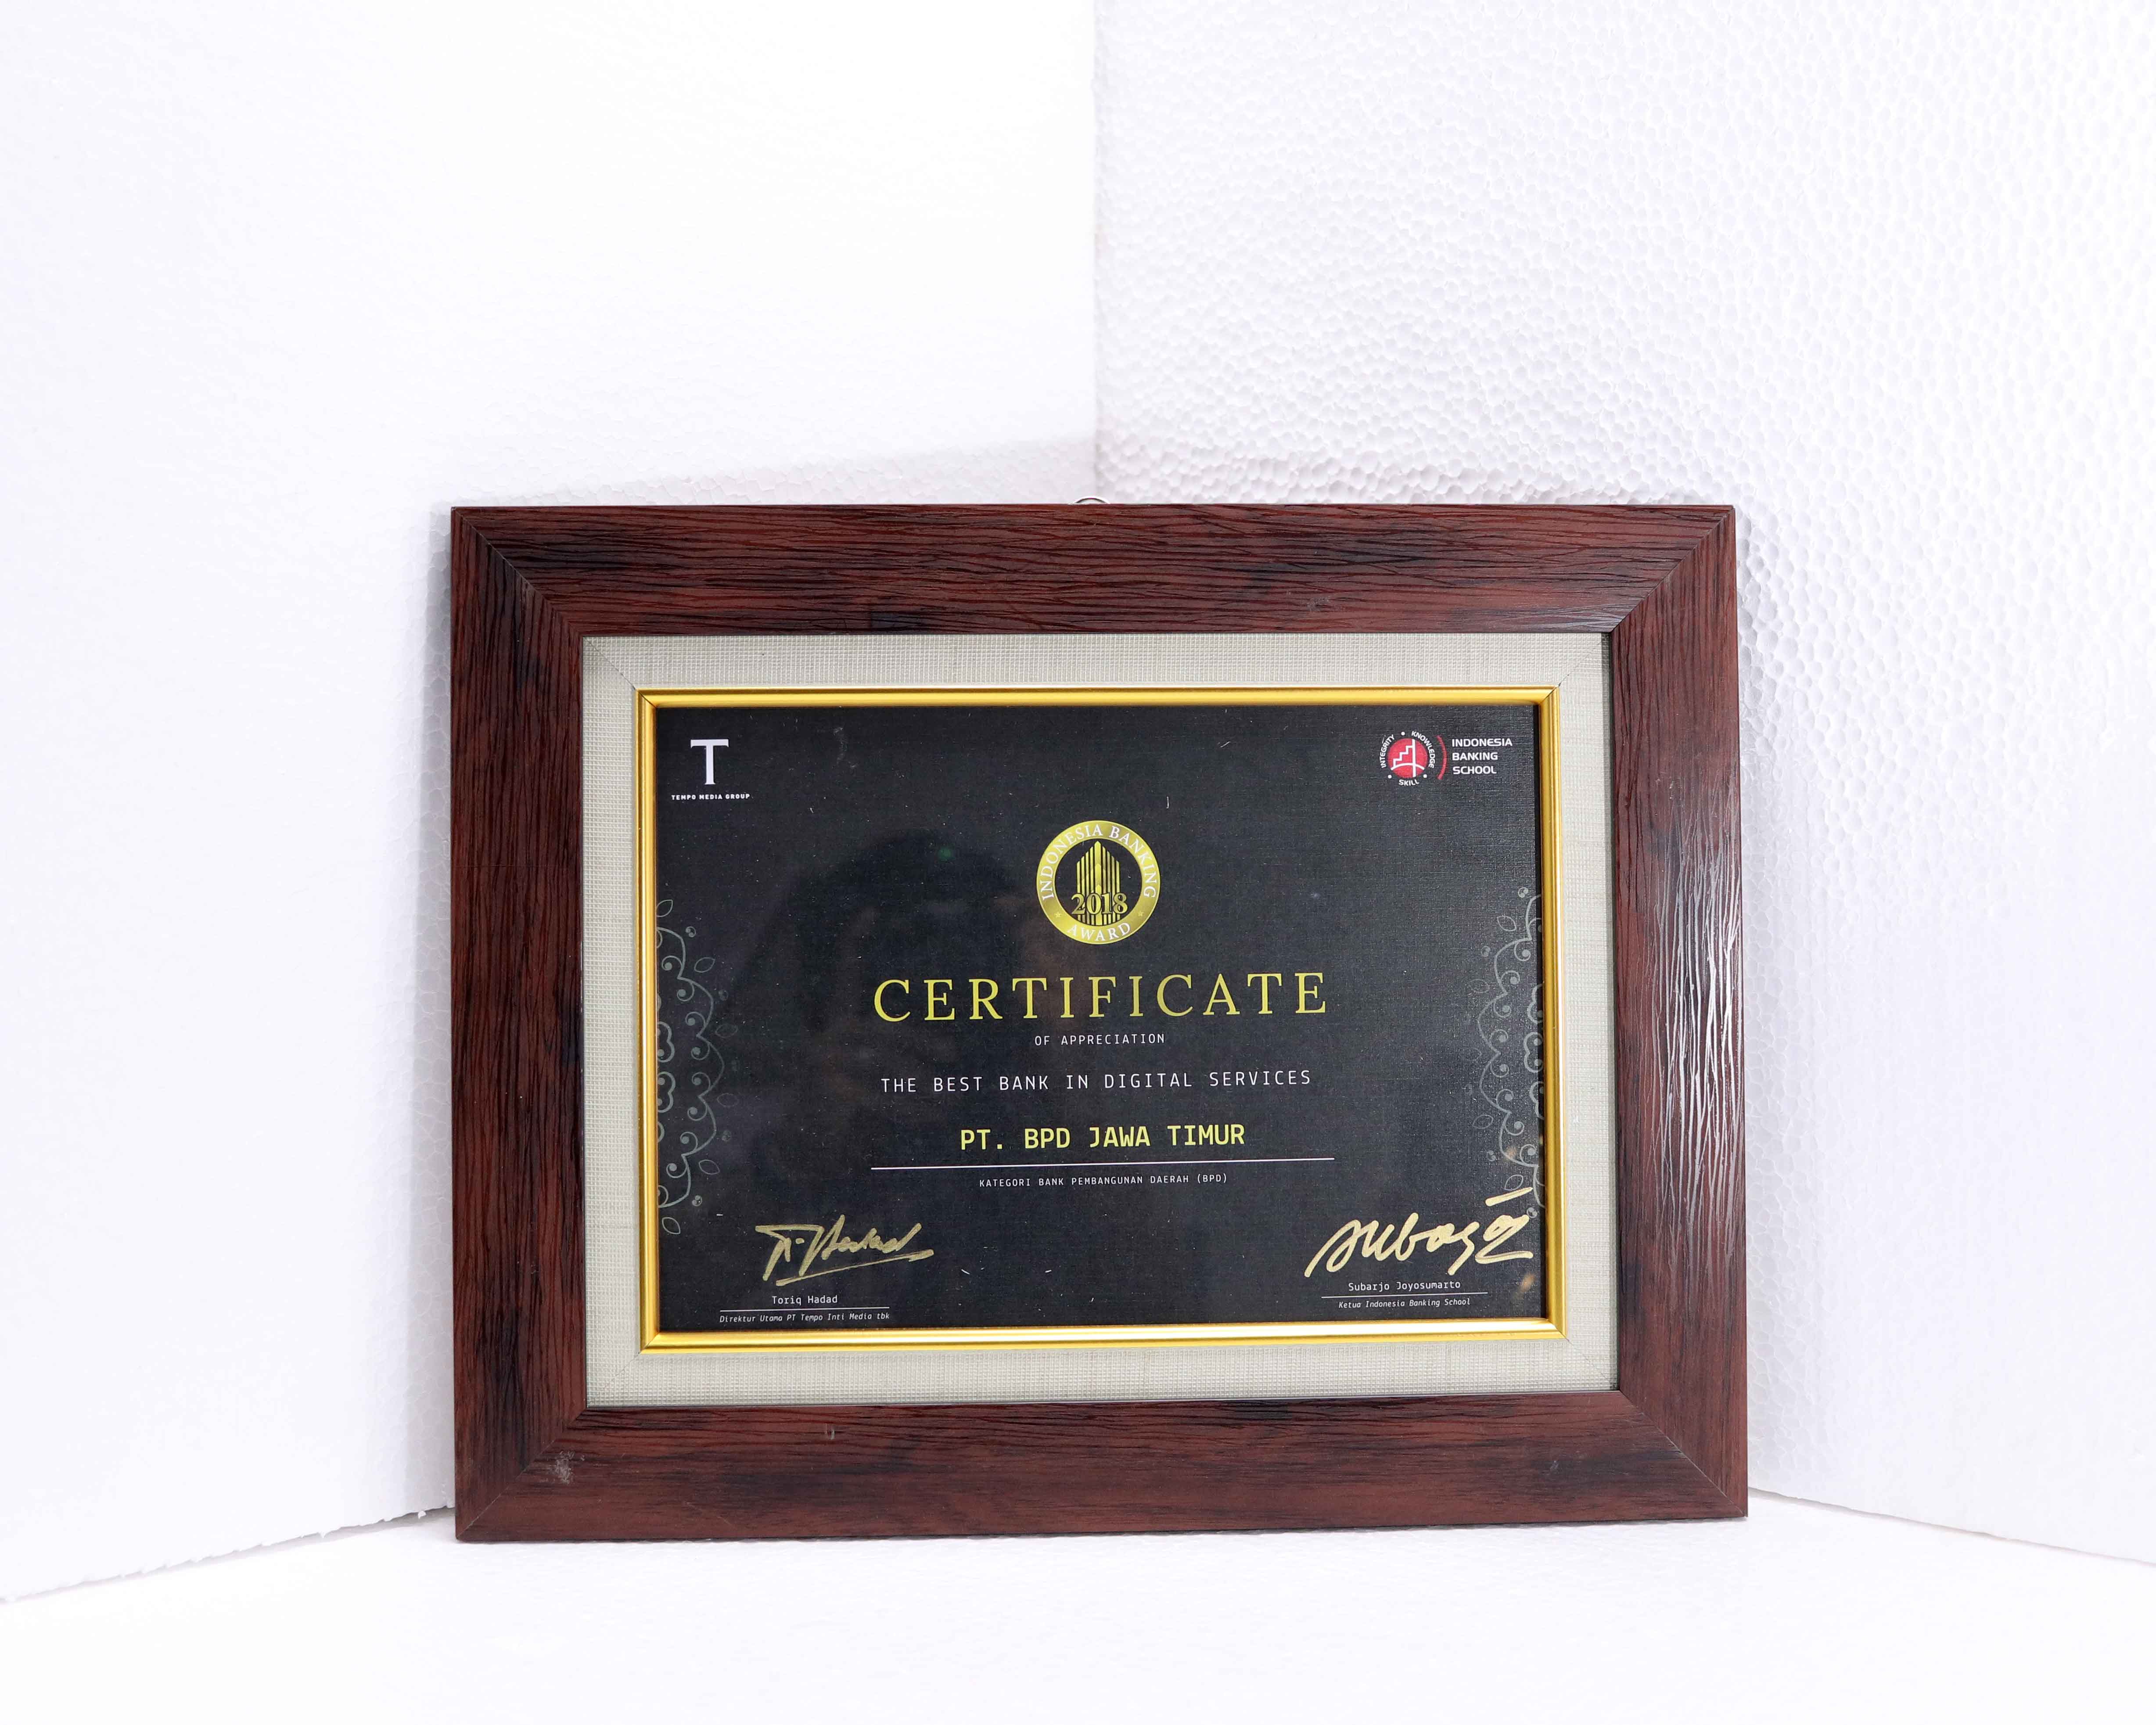 T
TEMPO MEDIA GROUP
INTEGRITY • KNOWLEDGE • SKILL •
INDONESIA
BANKING
SCHOOL
INDONESIA BANKING
2018
AWARD
CERTIFICATE
OF APPRECIATION
THE BEST BANK IN DIGITAL SERVICES
PT. BPD JAWA TIMUR
KATEGORI BANK PEMBANGUNAN DAERAH (BPD)
Toriq Hadad
Direktur Utama PT Tempo Inti Media tbk
Subarjo Joyosumarto
Ketua Indonesia Banking School